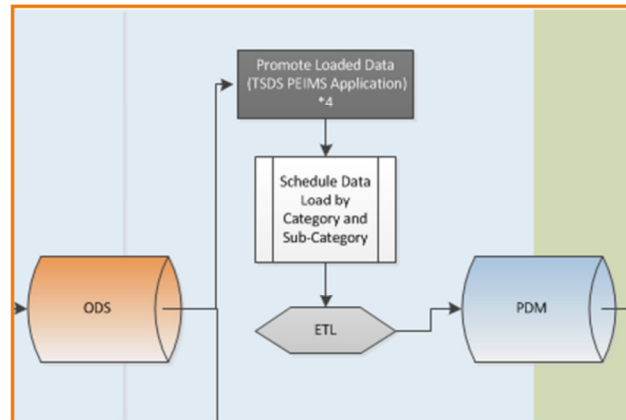 Promote Loaded Data
(TSDS PEIMS Application)
*4
Schedule Data
Load by
Category and
Sub-Category
ODS
ETL
PDM